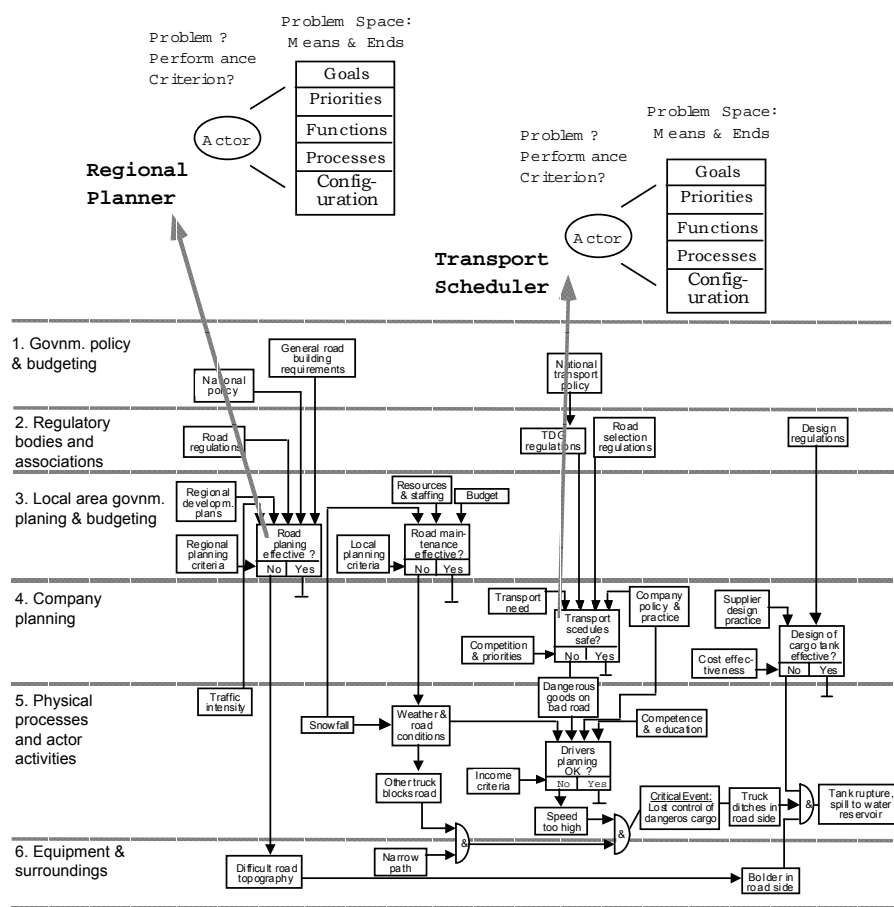 Problem Space:
Means & Ends
Problem ?
Performance
Criterion?
Goals
Priorities
Functions
Processes
Config-
uration
Actor
Regional
Planner
Problem Space:
Means & Ends
Problem ?
Performance
Criterion?
Goals
Priorities
Functions
Processes
Config-
uration
Actor
Transport
Scheduler
1. Govnm. policy
& budgeting
General road
building
requirements
National
policy
National
transport
policy
2. Regulatory
bodies and
associations
Road
regulations
TDG
regulations
Road
selection
regulations
Design
regulations
3. Local area govnm.
planing & budgeting
Regional
developm.
plans
Regional
planning
criteria
Road
planing
effective ?
No Yes
Resources
& staffing
Budget
Local
planning
criteria
Road main-
tenance
effective?
No Yes
4. Company
planning
Transport
need
Company
policy &
practice
Competition
& priorities
Transport
scedules
safe?
No Yes
Supplier
design
practice
Cost effec-
tiveness
Design of
cargo tank
effective ?
No Yes
5. Physical
processes
and actor
activities
Traffic
intensity
Snowfall
Weather &
road
conditions
Dangerous
goods on
bad road
Competence
& education
Other truck
blocks road
Income
criteria
Drivers
planning
OK ?
No Yes
Speed
too high
Critical Event:
Lost control of
dangeros cargo
Truck
ditches in
road side
Tank rupture,
spill to water
reservoir
&
&
&
6. Equipment &
surroundings
Difficult road
topography
Narrow
path
Bolder in
road side